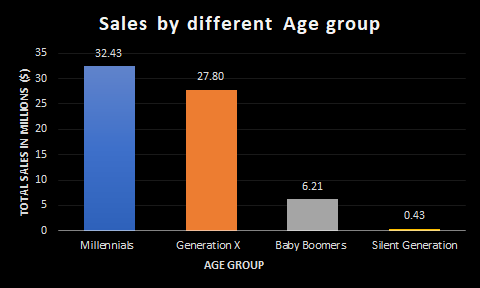 Sales by different Age group
TOTAL SALES IN MILLIONS ($)
35
30
25
20
15
10
5
0
32.43
27.80
6.21
0.43
Millennials
Generation X
Baby Boomers
Silent Generation
AGE GROUP